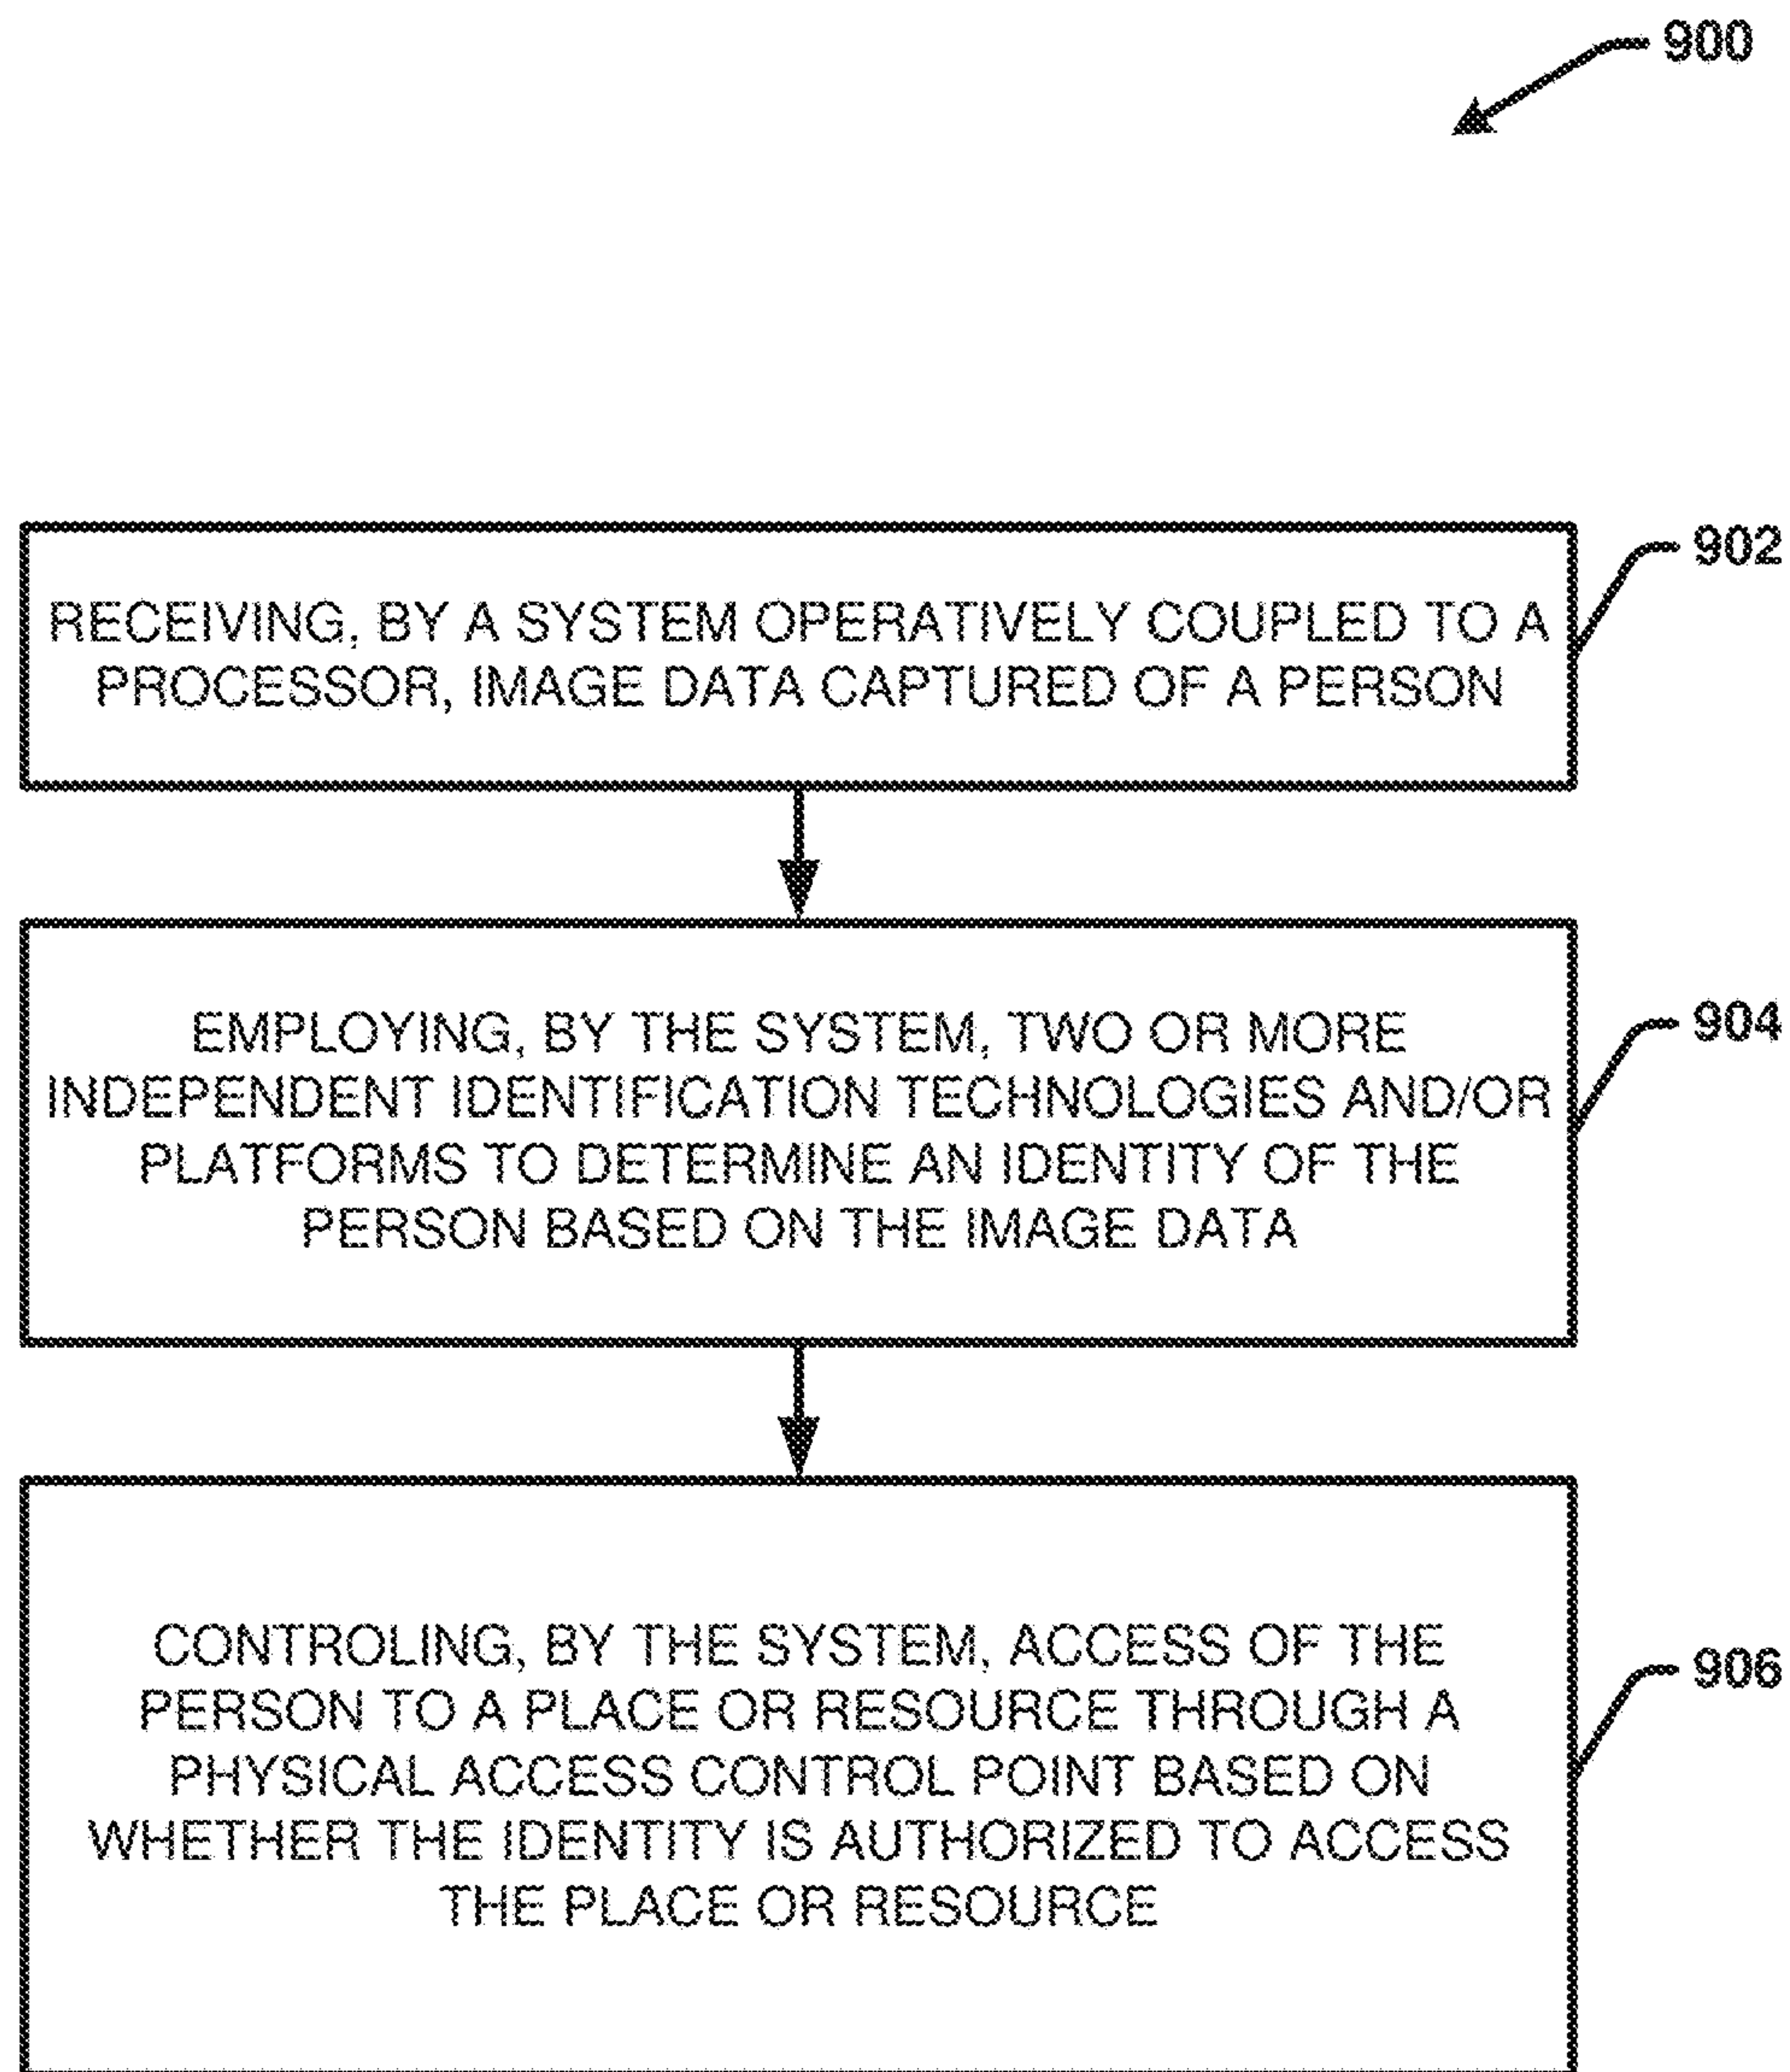 900
902
RECEIVING, BY A SYSTEM OPERATIVELY COUPLED TO A
PROCESSOR, IMAGE DATA CAPTURED OF A PERSON
904
EMPLOYING, BY THE SYSTEM, TWO OR MORE
INDEPENDENT IDENTIFICATION TECHNOLOGIES AND/OR
PLATFORMS TO DETERMINE AN IDENTITY OF THE
PERSON BASED ON THE IMAGE DATA
906
CONTROLING, BY THE SYSTEM, ACCESS OF THE
PERSON TO A PLACE OR RESOURCE THROUGH A
PHYSICAL ACCESS CONTROL POINT BASED ON
WHETHER THE IDENTITY IS AUTHORIZED TO ACCESS
THE PLACE OR RESOURCE